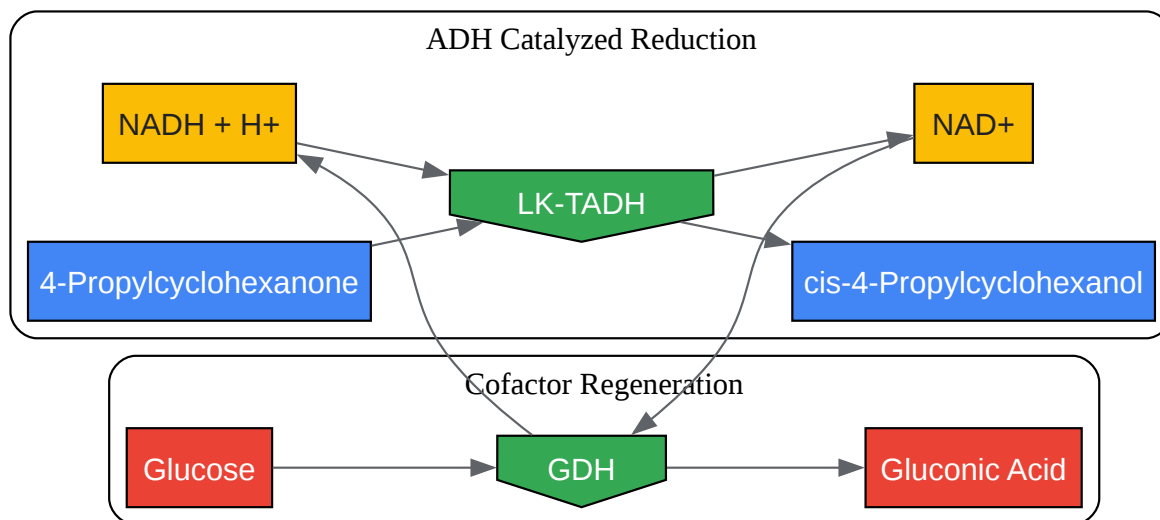 ADH Catalyzed Reduction
NADH + H+
NAD+
LK-TADH
4-Propylcyclohexanone
cis-4-Propylcyclohexanol
Cofactor Regeneration
Glucose
GDH
Gluconic Acid